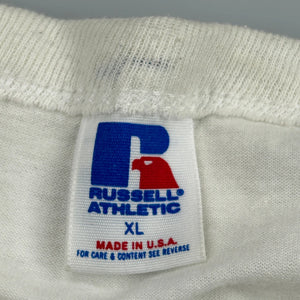 RUSSELL®
ATHLETIC
XL
MADE IN U.S.A.
FOR CARE & CONTENT SEE REVERSE